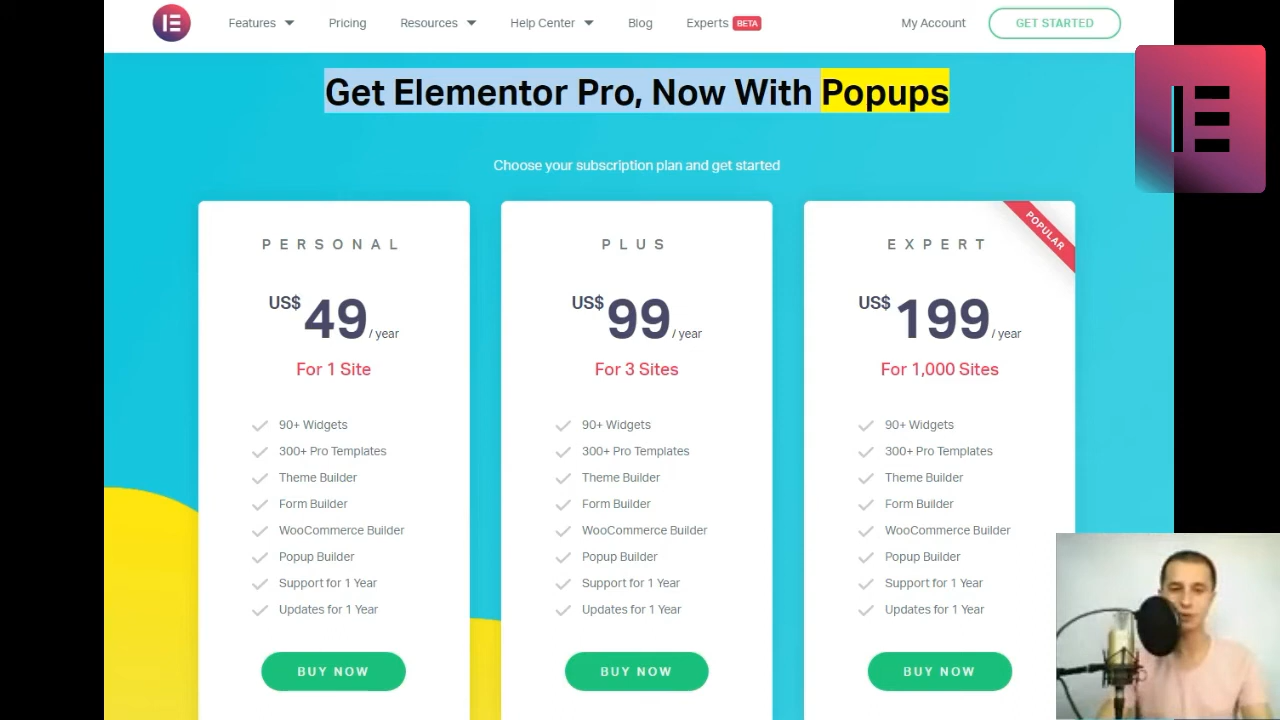 Features Pricing Resources Help Center Blog Experts BETA My Account GET STARTED
Get Elementor Pro, Now With Popups
Choose your subscription plan and get started
PERSONAL
US$ 49 / year
For 1 Site
90+ Widgets
300+ Pro Templates
Theme Builder
Form Builder
WooCommerce Builder
Popup Builder
Support for 1 Year
Updates for 1 Year
BUY NOW
PLUS
US$ 99 / year
For 3 Sites
90+ Widgets
300+ Pro Templates
Theme Builder
Form Builder
WooCommerce Builder
Popup Builder
Support for 1 Year
Updates for 1 Year
BUY NOW
EXPERT
POPULAR
US$ 199 / year
For 1,000 Sites
90+ Widgets
300+ Pro Templates
Theme Builder
Form Builder
WooCommerce Builder
Popup Builder
Support for 1 Year
Updates for 1 Year
BUY NOW